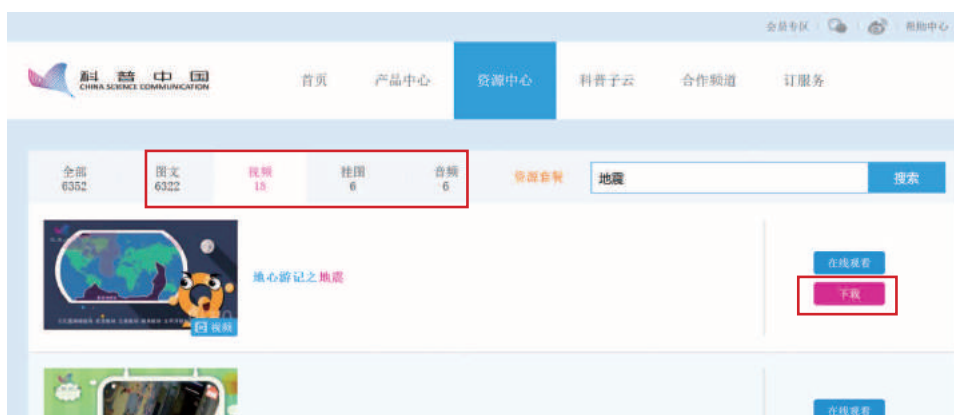 会员专区 帮助中心
科普中国
CHINA SCIENCE COMMUNICATION
首页 产品中心 资源中心 科普子云 合作频道 订服务
全部 图文 视频 挂图 音频 资源套餐 地震 搜索
6352 6322 18 6 6
地心游记之地震
在线观看
下载
视频
在线观看